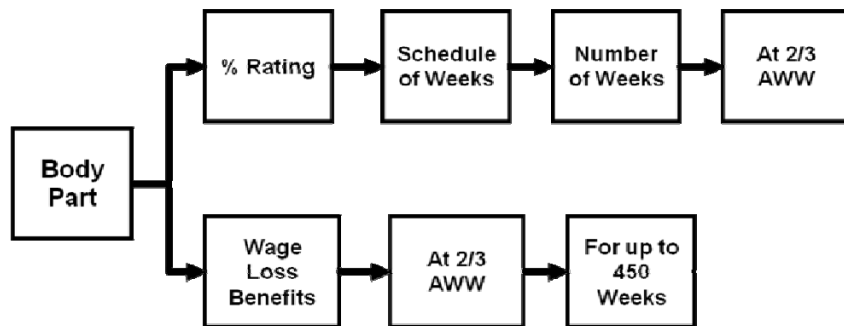 Body
Part
% Rating
Schedule
of Weeks
Number
of Weeks
At 2/3
AWW
Wage
Loss
Benefits
At 2/3
AWW
For up to
450
Weeks